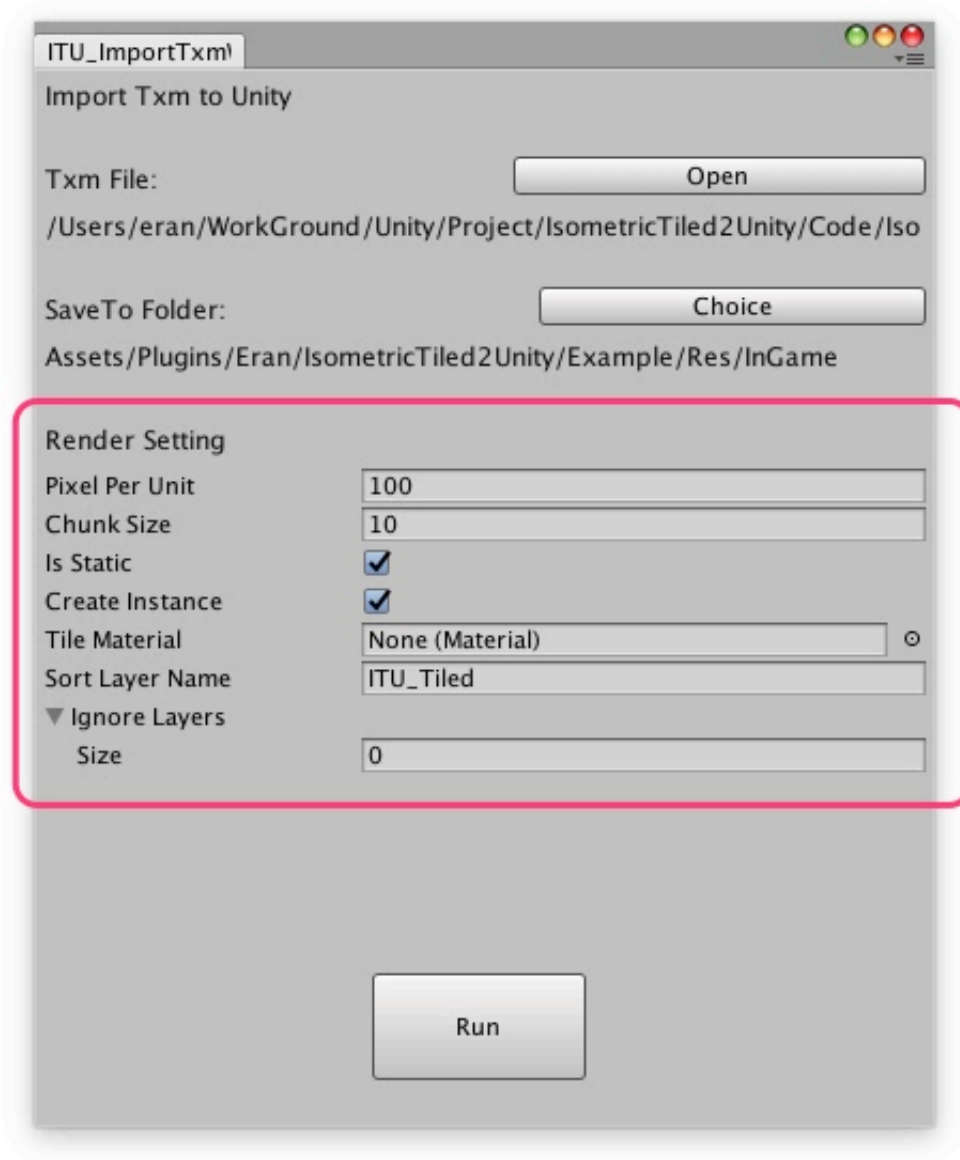 ITU_ImportTxm
Import Txm to Unity
Txm File:
Open
/Users/eran/WorkGround/Unity/Project/IsometricTiled2Unity/Code/Iso
SaveTo Folder:
Choice
Assets/Plugins/Eran/IsometricTiled2Unity/Example/Res/InGame
Render Setting
Pixel Per Unit 100
Chunk Size 10
Is Static
Create Instance
Tile Material None (Material)
Sort Layer Name ITU_Tiled
Ignore Layers
Size 0
Run